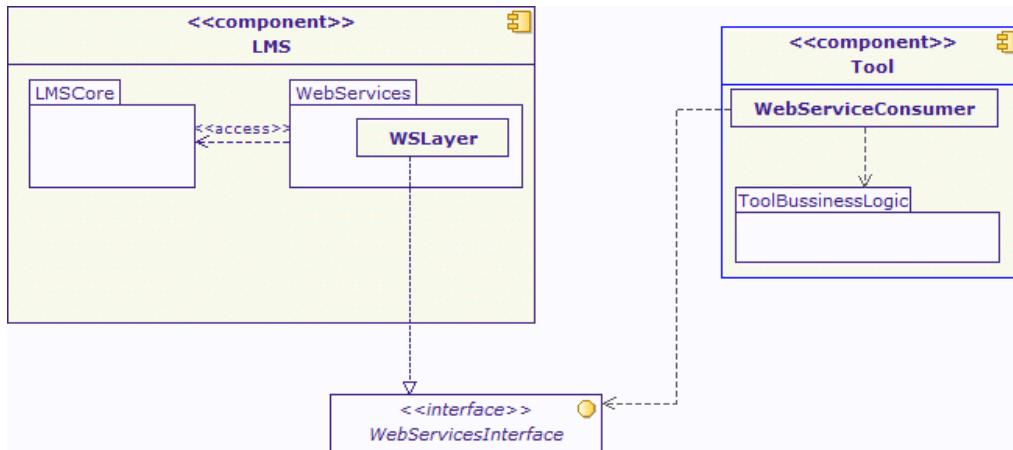 <<component>>
LMS
LMSCore
WebServices
<<access>>
WSLayer
<<component>>
Tool
WebServiceConsumer
ToolBussinessLogic
<<interface>>
WebServicesInterface